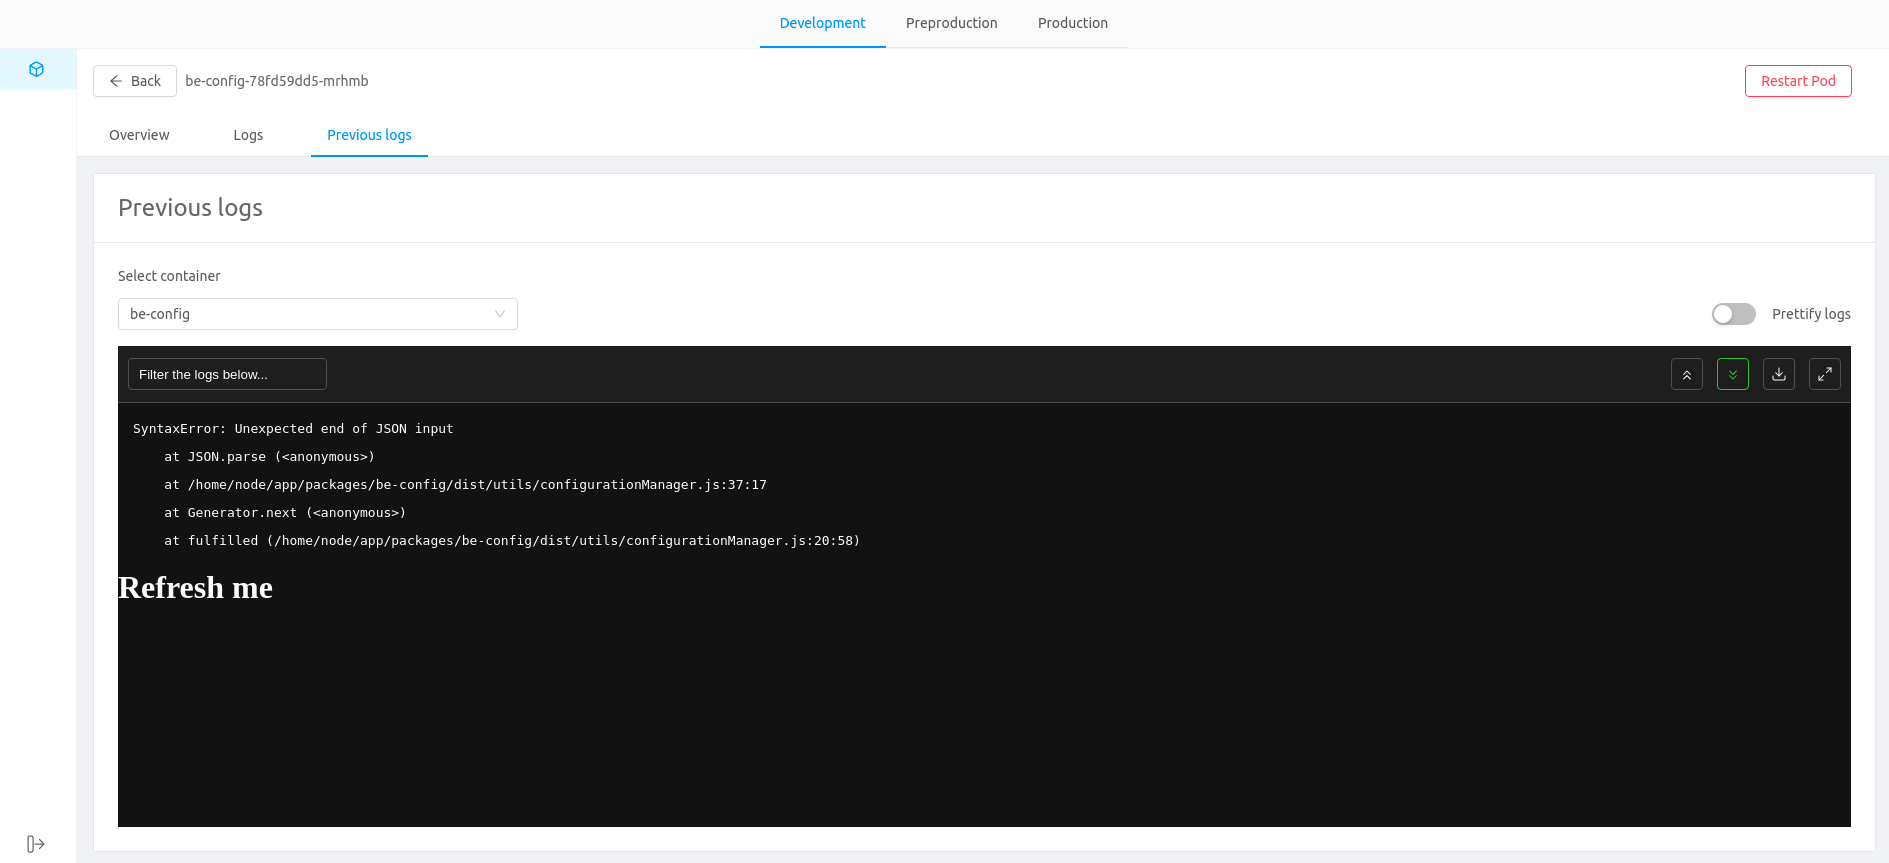 Development Preproduction Production
Back be-config-78fd59dd5-mrhmb Restart Pod
Overview Logs Previous logs
Previous logs
Select container
be-config Prettify logs
Filter the logs below...
SyntaxError: Unexpected end of JSON input
    at JSON.parse (<anonymous>)
    at /home/node/app/packages/be-config/dist/utils/configurationManager.js:37:17
    at Generator.next (<anonymous>)
    at fulfilled (/home/node/app/packages/be-config/dist/utils/configurationManager.js:20:58)
Refresh me